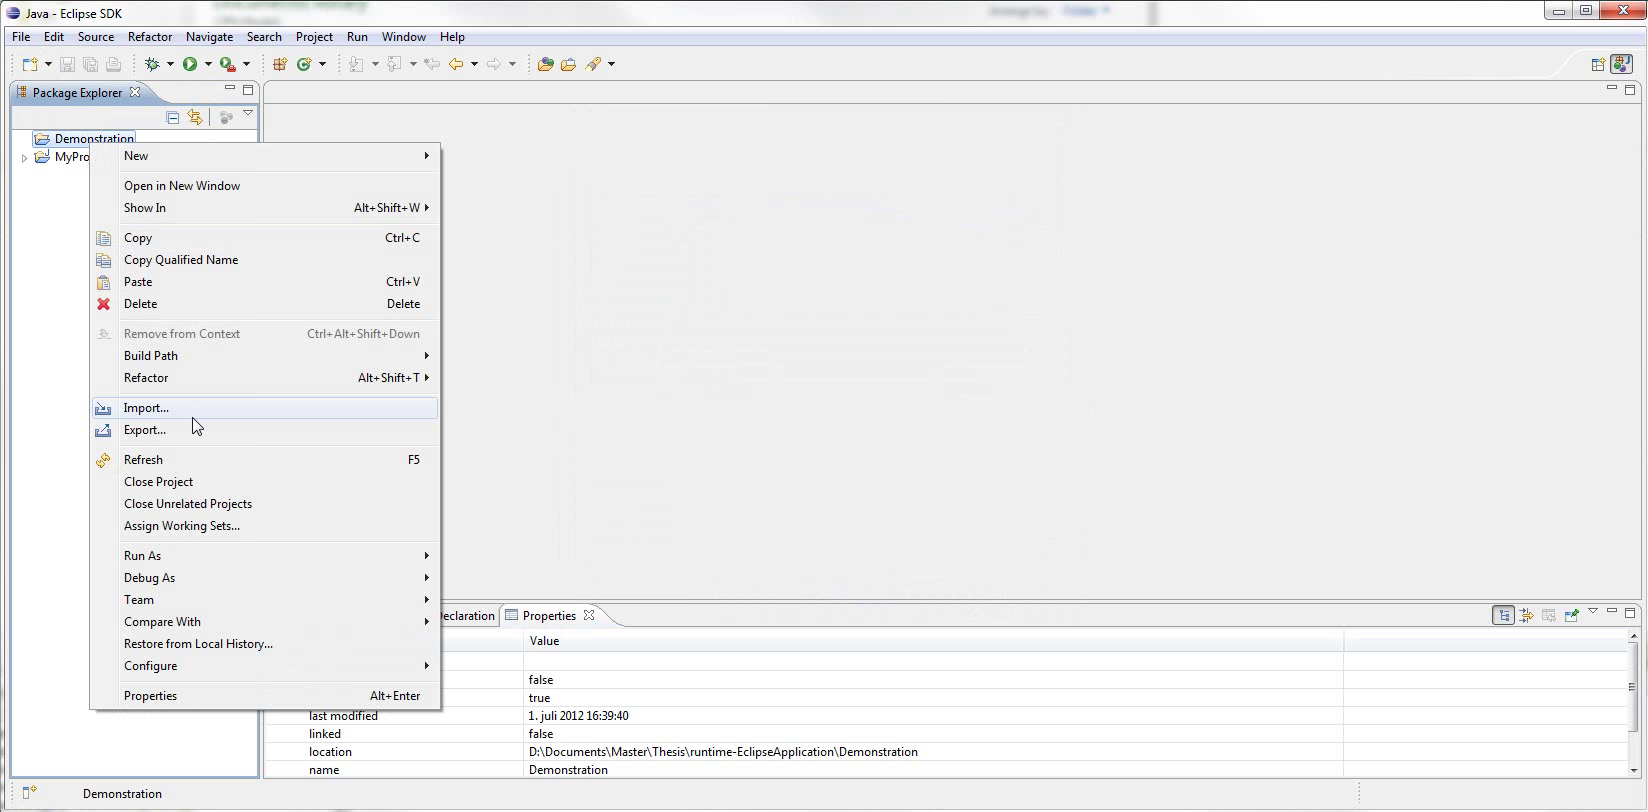 Java - Eclipse SDK
File Edit Source Refactor Navigate Search Project Run Window Help
Package Explorer
Demonstration
MyPro
New
Open in New Window
Show In Alt+Shift+W
Copy Ctrl+C
Copy Qualified Name
Paste Ctrl+V
Delete Delete
Remove from Context Ctrl+Alt+Shift+Down
Build Path
Refactor Alt+Shift+T
Import...
Export...
Refresh F5
Close Project
Close Unrelated Projects
Assign Working Sets...
Run As
Debug As
Team
Compare With
Restore from Local History...
Configure
Properties Alt+Enter
Declaration Properties
Value
false
true
last modified 1. juli 2012 16:39:40
linked false
location D:\Documents\Master\Thesis\runtime-EclipseApplication\Demonstration
name Demonstration
Demonstration